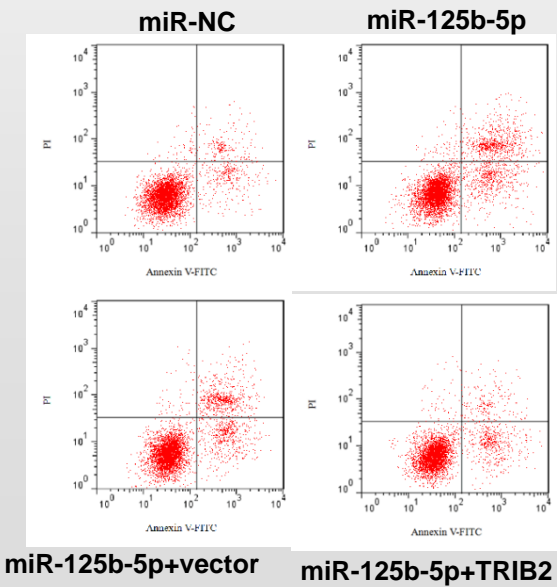 miR-NC
miR-125b-5p
10⁴
10³
10²
10¹
10⁰
PI
10⁰ 10¹ 10² 10³ 10⁴
Annexin V-FITC
10⁴
10³
10²
10¹
10⁰
PI
10⁰ 10¹ 10² 10³ 10⁴
Annexin V-FITC
10⁴
10³
10²
10¹
10⁰
PI
10⁰ 10¹ 10² 10³ 10⁴
Annexin V-FITC
10⁴
10³
10²
10¹
10⁰
PI
10⁰ 10¹ 10² 10³ 10⁴
Annexin V-FITC
miR-125b-5p+vector
miR-125b-5p+TRIB2